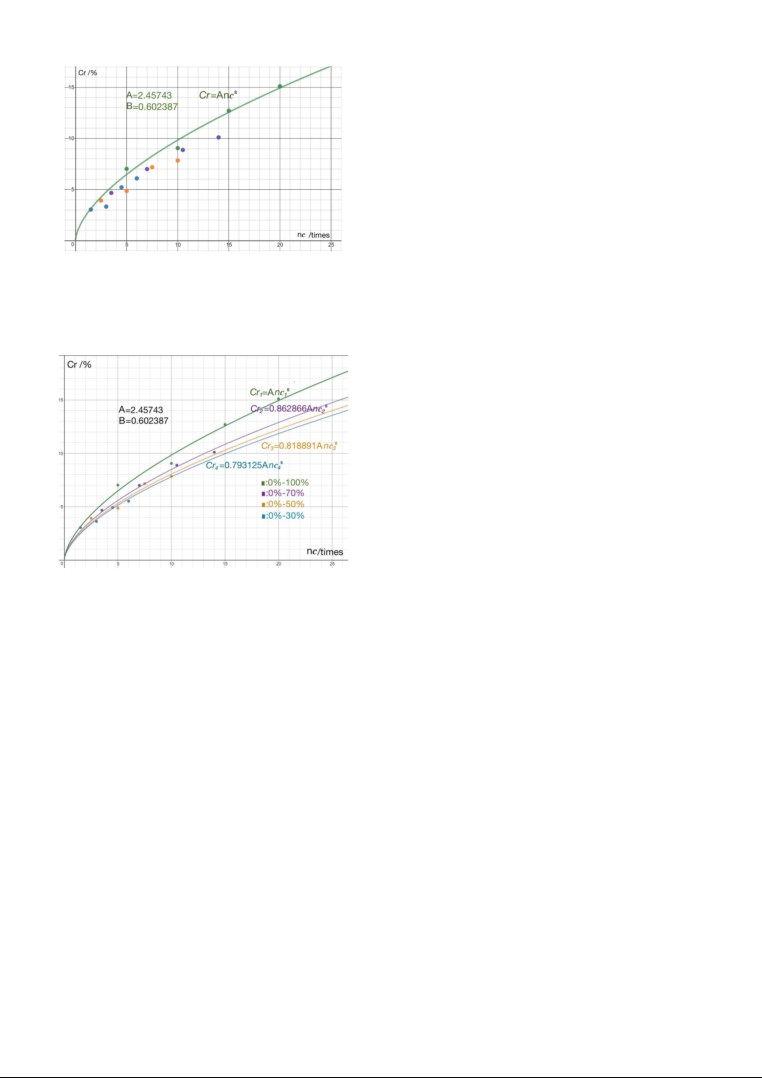 Cr /%
15
A=2.45743
Cr=Anc^B
B=0.602387
10
5
nc /times
0 5 10 15 20 25
Cr /%
Cr₁=Anc₁^B
15
A=2.45743
Cr₂=0.862866Anc₂^B
B=0.602387
Cr₃=0.818891Anc₃^B
10
Cr₄=0.793125Anc₄^B
:0%-100%
:0%-70%
:0%-50%
5
:0%-30%
nc/times
0 5 10 15 20 25